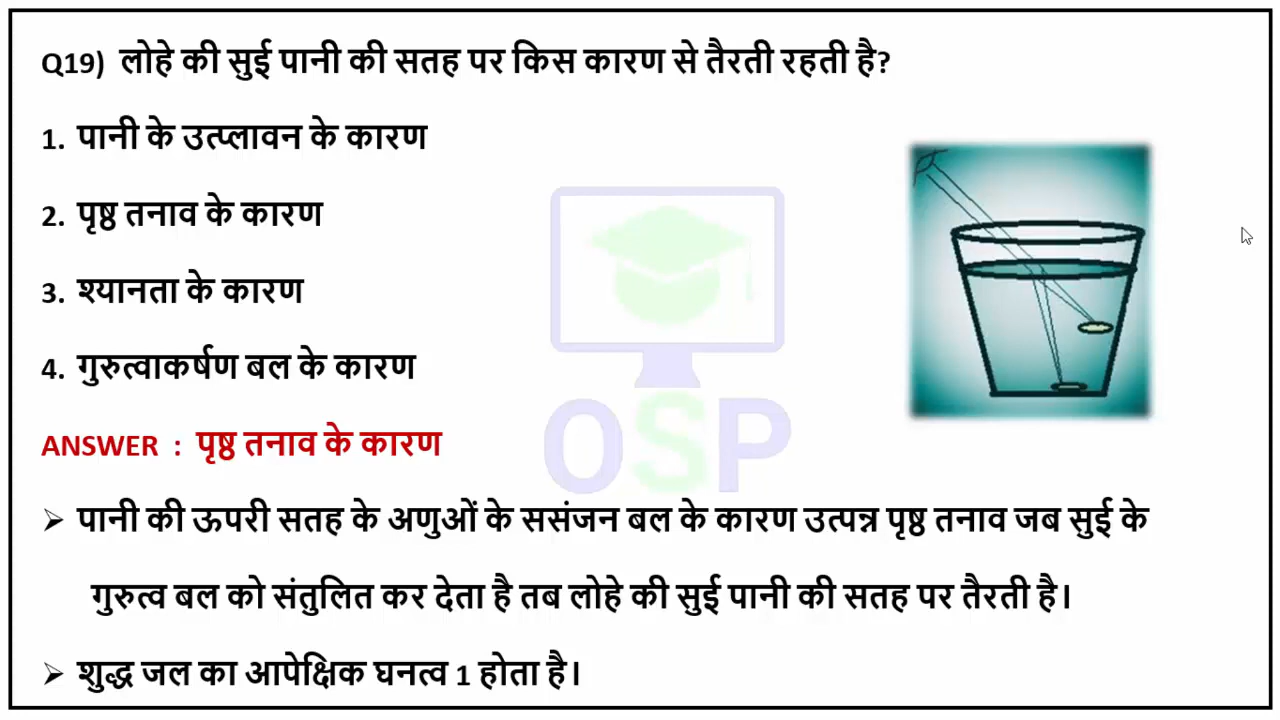 Q19) लोहे की सुई पानी की सतह पर किस कारण से तैरती रहती है?
1. पानी के उत्प्लावन के कारण
2. पृष्ठ तनाव के कारण
3. श्यानता के कारण
4. गुरुत्वाकर्षण बल के कारण
OSP
ANSWER : पृष्ठ तनाव के कारण
➢ पानी की ऊपरी सतह के अणुओं के ससंजन बल के कारण उत्पन्न पृष्ठ तनाव जब सुई के
गुरुत्व बल को संतुलित कर देता है तब लोहे की सुई पानी की सतह पर तैरती है।
➢ शुद्ध जल का आपेक्षिक घनत्व 1 होता है।